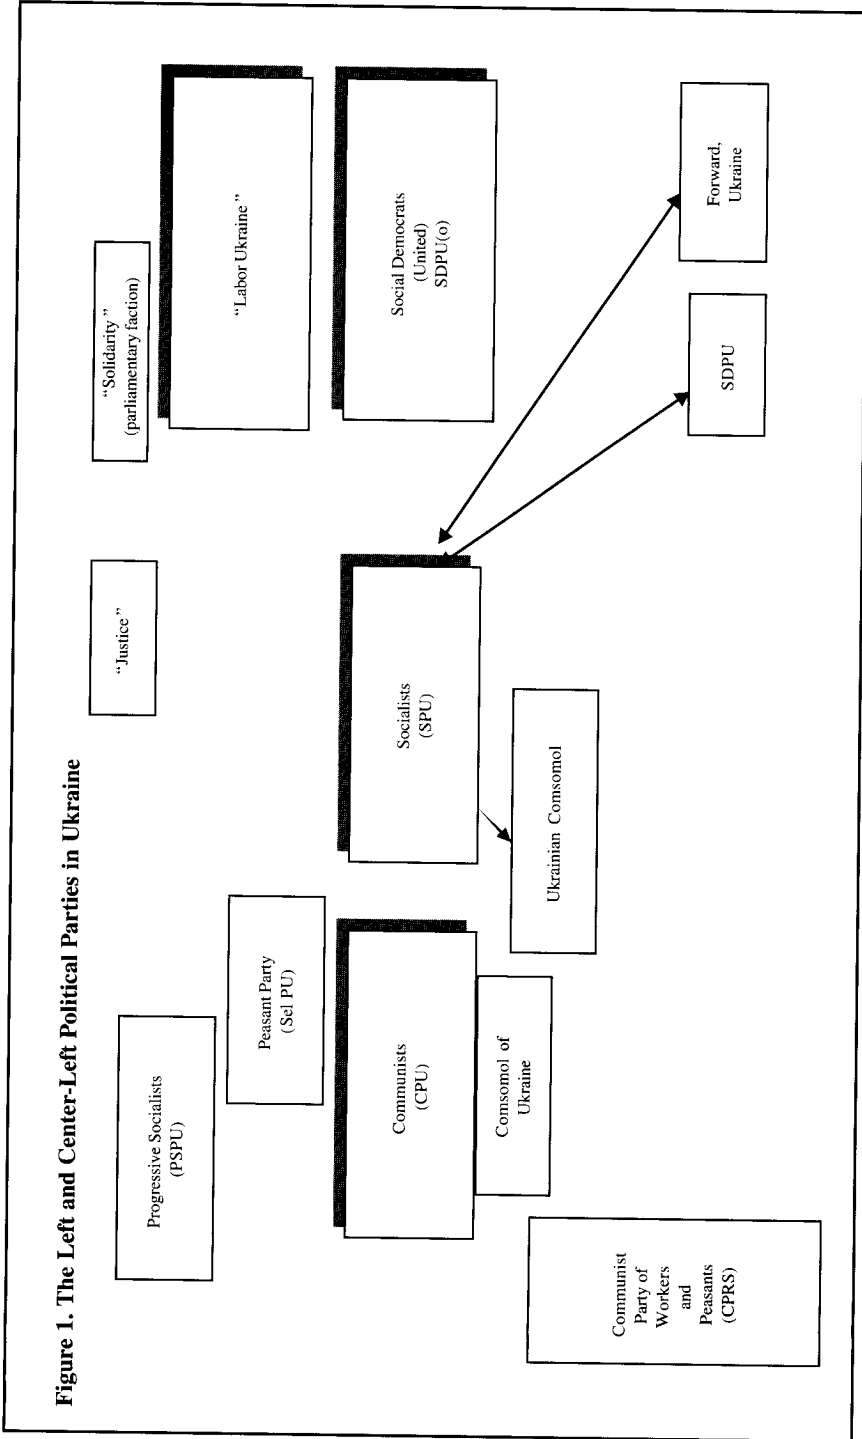 Figure 1. The Left and Center-Left Political Parties in Ukraine
Progressive Socialists
(PSPU)
"Justice"
"Solidarity"
(parliamentary faction)
Peasant Party
(Sel PU)
"Labor Ukraine"
Communists
(CPU)
Socialists
(SPU)
Social Democrats
(United)
SDPU(o)
Comsomol of
Ukraine
Ukrainian Comsomol
Communist
Party of
Workers
and
Peasants
(CPRS)
SDPU
Forward,
Ukraine